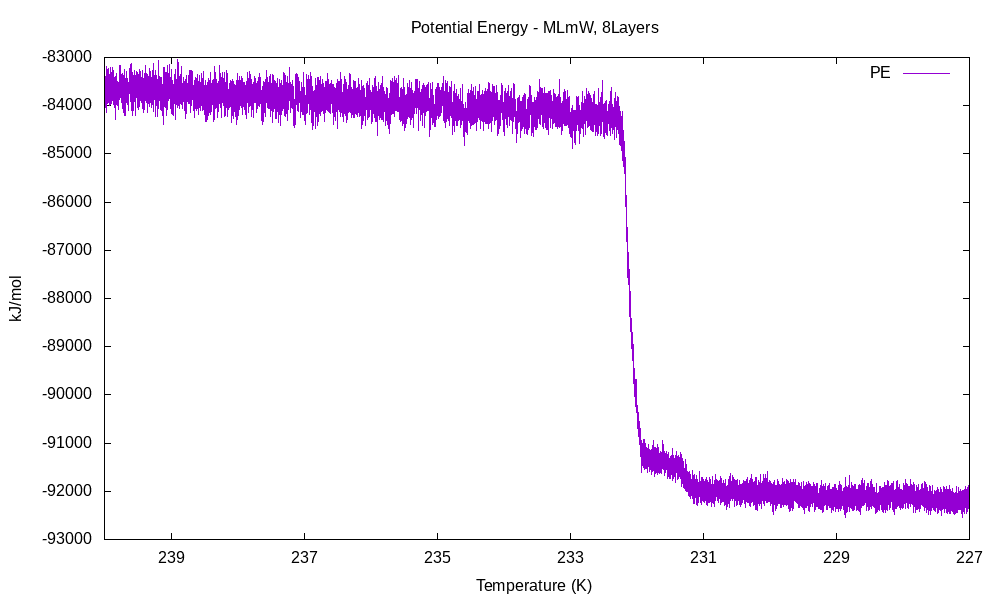 Potential Energy - MLmW, 8Layers
-83000
PE
-84000
-85000
-86000
-87000
-88000
kJ/mol
-89000
-90000
-91000
-92000
-93000
239 237 235 233 231 229 227
Temperature (K)